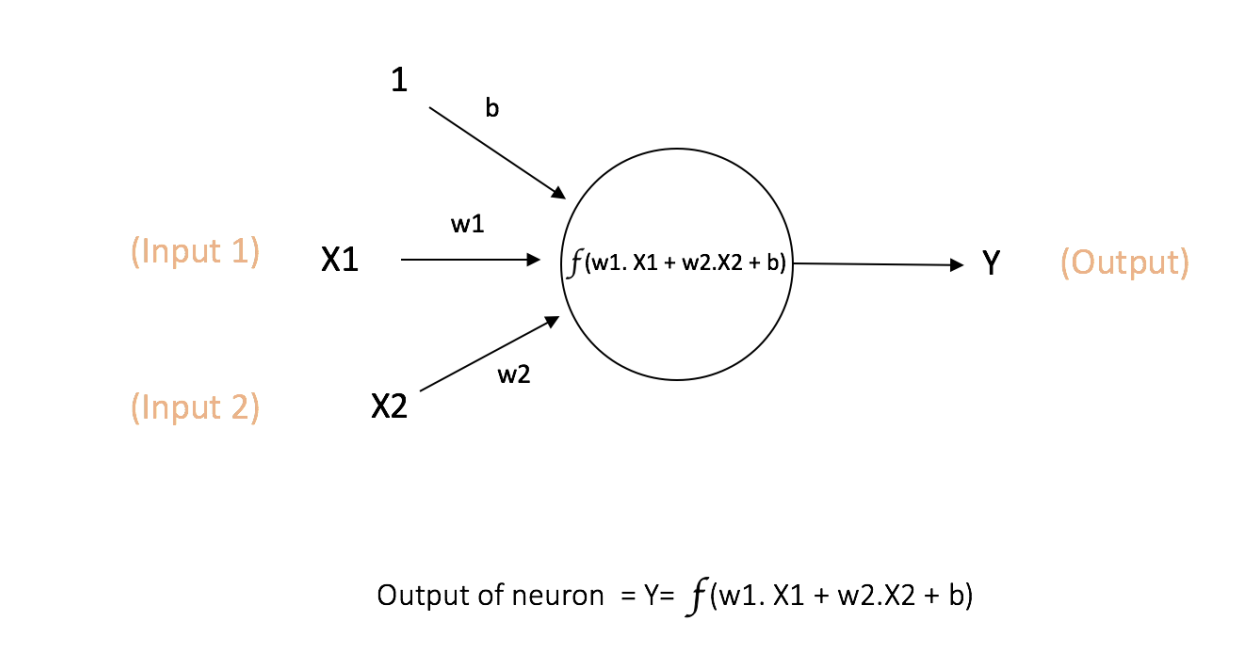 1
b
w1
(Input 1)
X1
f(w1. X1 + w2.X2 + b)
Y
(Output)
w2
(Input 2)
X2
Output of neuron = Y= f(w1. X1 + w2.X2 + b)